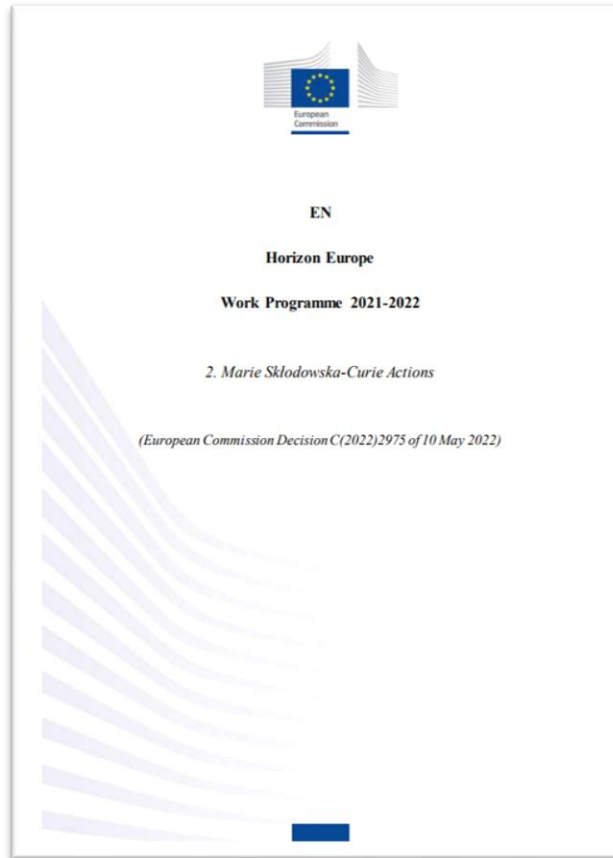 European
Commission
EN
Horizon Europe
Work Programme 2021-2022
2. Marie Skłodowska-Curie Actions
(European Commission Decision C(2022)2975 of 10 May 2022)